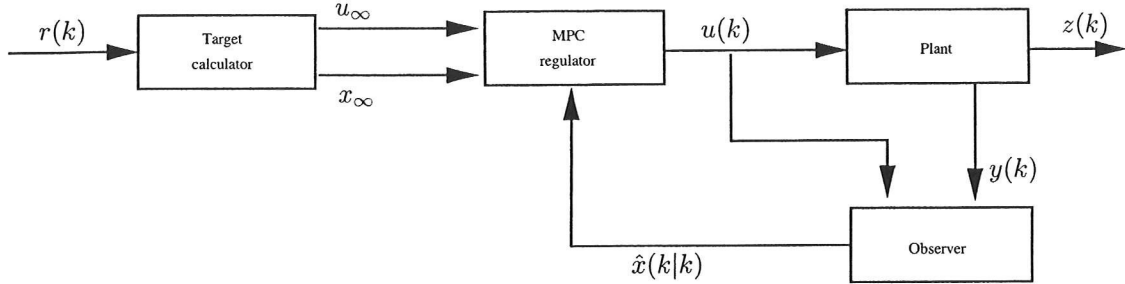 r(k)
Target
calculator
u∞
x∞
MPC
regulator
u(k)
Plant
z(k)
y(k)
Observer
x̂(k|k)